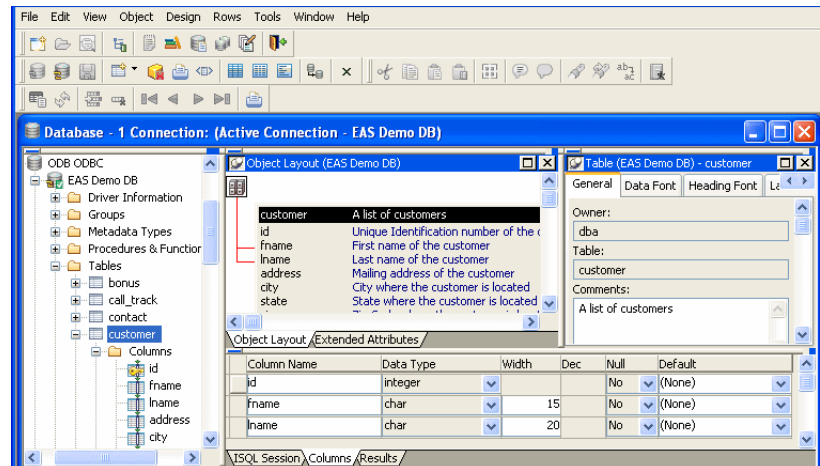 File Edit View Object Design Rows Tools Window Help
Database - 1 Connection: (Active Connection - EAS Demo DB)
ODB ODBC
EAS Demo DB
Driver Information
Groups
Metadata Types
Procedures & Function
Tables
bonus
call_track
contact
customer
Columns
id
fname
lname
address
city
Object Layout (EAS Demo DB)
customer A list of customers
id Unique Identification number of the c
fname First name of the customer
lname Last name of the customer
address Mailing address of the customer
city City where the customer is located
state State where the customer is located
Object Layout Extended Attributes
Table (EAS Demo DB) - customer
General Data Font Heading Font
Owner:
dba
Table:
customer
Comments:
A list of customers
Column Name Data Type Width Dec Null Default
id integer No (None)
fname char 15 No (None)
lname char 20 No (None)
ISQL Session Columns Results